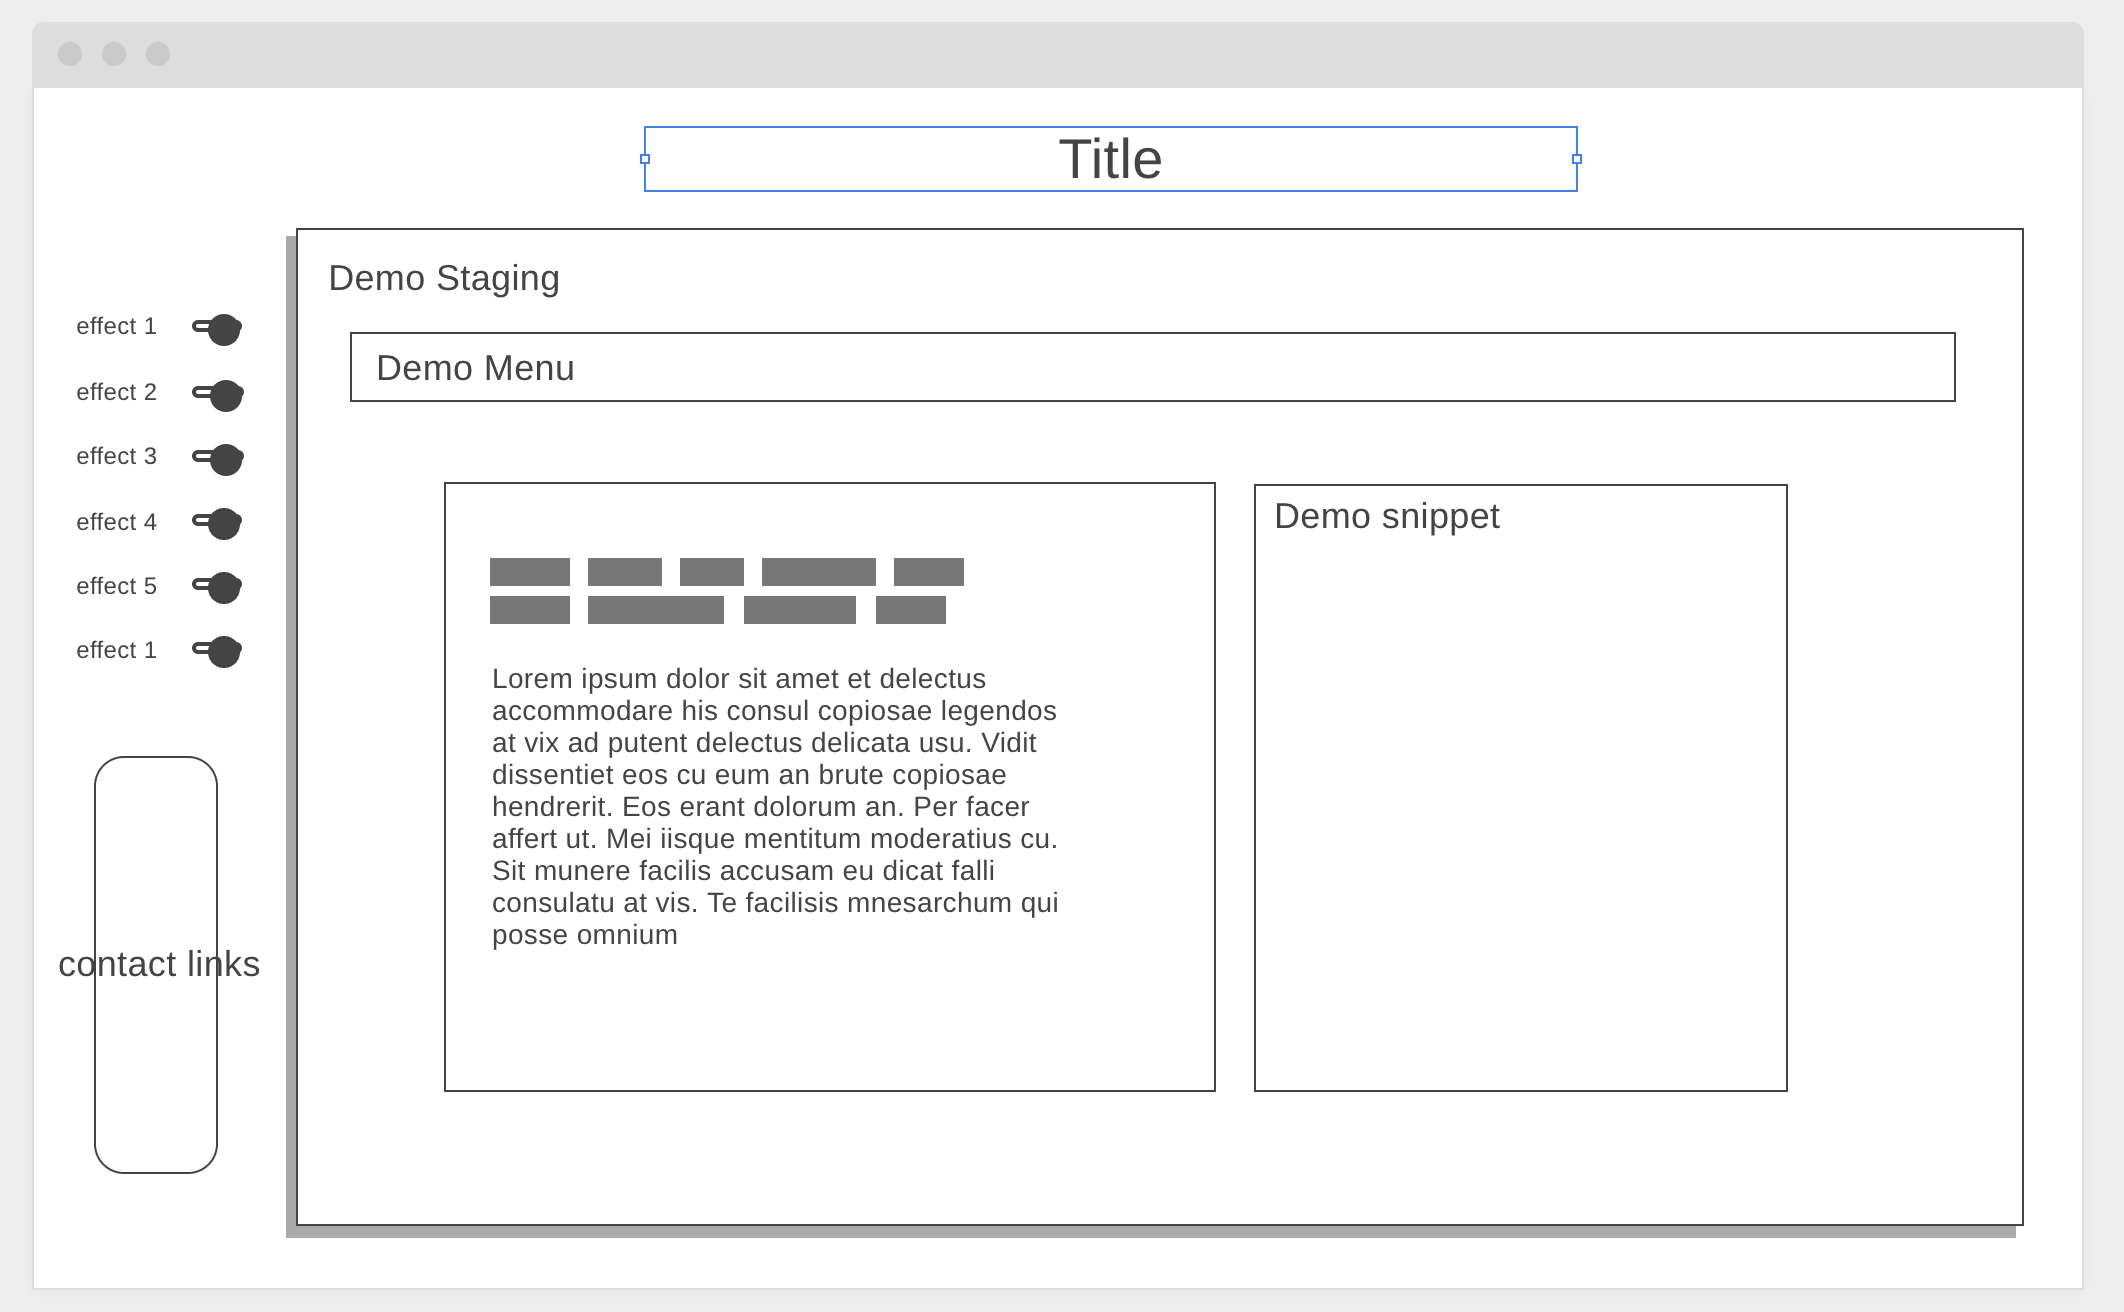 Title
Demo Staging
Demo Menu
effect 1
effect 2
effect 3
effect 4
effect 5
effect 1
contact links
Lorem ipsum dolor sit amet et delectus
accommodare his consul copiosae legendos
at vix ad putent delectus delicata usu. Vidit
dissentiet eos cu eum an brute copiosae
hendrerit. Eos erant dolorum an. Per facer
affert ut. Mei iisque mentitum moderatius cu.
Sit munere facilis accusam eu dicat falli
consulatu at vis. Te facilisis mnesarchum qui
posse omnium
Demo snippet